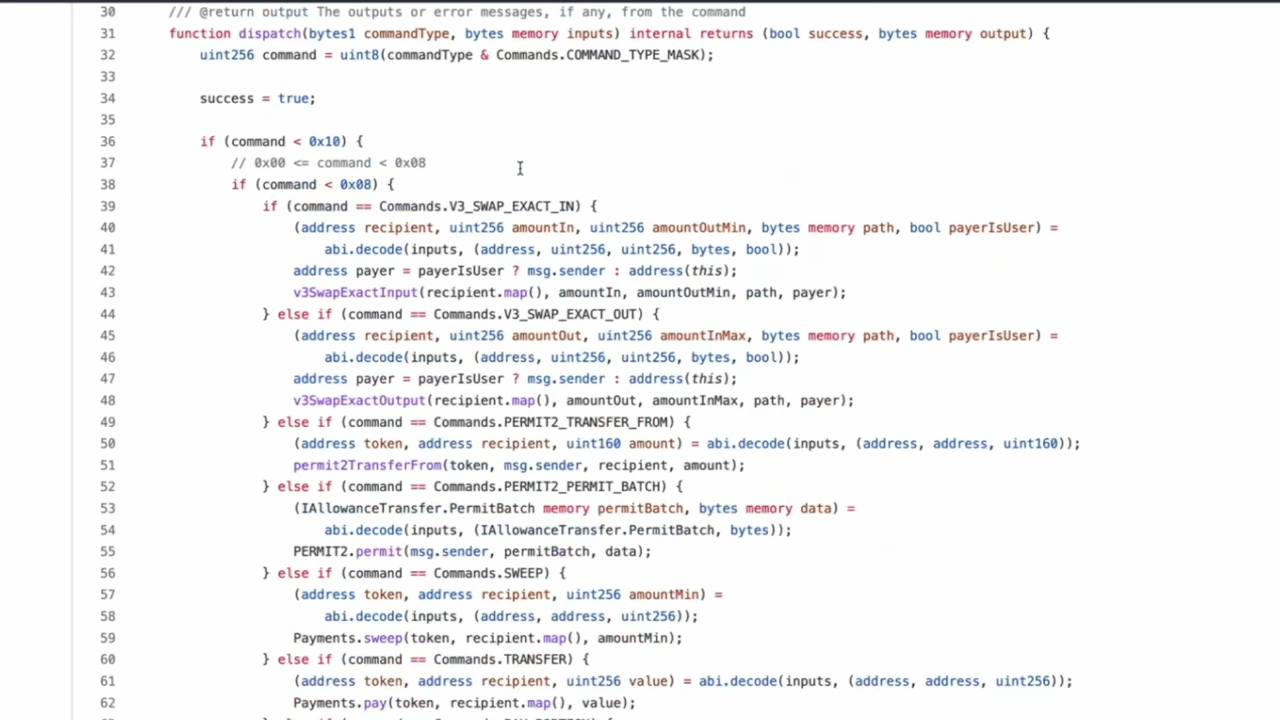 30 /// @return output The outputs or error messages, if any, from the command
31 function dispatch(bytes1 commandType, bytes memory inputs) internal returns (bool success, bytes memory output) {
32 uint256 command = uint8(commandType & Commands.COMMAND_TYPE_MASK);
33
34 success = true;
35
36 if (command < 0x10) {
37 // 0x00 <= command < 0x08
38 if (command < 0x08) {
39 if (command == Commands.V3_SWAP_EXACT_IN) {
40 (address recipient, uint256 amountIn, uint256 amountOutMin, bytes memory path, bool payerIsUser) =
41 abi.decode(inputs, (address, uint256, uint256, bytes, bool));
42 address payer = payerIsUser ? msg.sender : address(this);
43 v3SwapExactInput(recipient.map(), amountIn, amountOutMin, path, payer);
44 } else if (command == Commands.V3_SWAP_EXACT_OUT) {
45 (address recipient, uint256 amountOut, uint256 amountInMax, bytes memory path, bool payerIsUser) =
46 abi.decode(inputs, (address, uint256, uint256, bytes, bool));
47 address payer = payerIsUser ? msg.sender : address(this);
48 v3SwapExactOutput(recipient.map(), amountOut, amountInMax, path, payer);
49 } else if (command == Commands.PERMIT2_TRANSFER_FROM) {
50 (address token, address recipient, uint160 amount) = abi.decode(inputs, (address, address, uint160));
51 permit2TransferFrom(token, msg.sender, recipient, amount);
52 } else if (command == Commands.PERMIT2_PERMIT_BATCH) {
53 (IAllowanceTransfer.PermitBatch memory permitBatch, bytes memory data) =
54 abi.decode(inputs, (IAllowanceTransfer.PermitBatch, bytes));
55 PERMIT2.permit(msg.sender, permitBatch, data);
56 } else if (command == Commands.SWEEP) {
57 (address token, address recipient, uint256 amountMin) =
58 abi.decode(inputs, (address, address, uint256));
59 Payments.sweep(token, recipient.map(), amountMin);
60 } else if (command == Commands.TRANSFER) {
61 (address token, address recipient, uint256 value) = abi.decode(inputs, (address, address, uint256));
62 Payments.pay(token, recipient.map(), value);